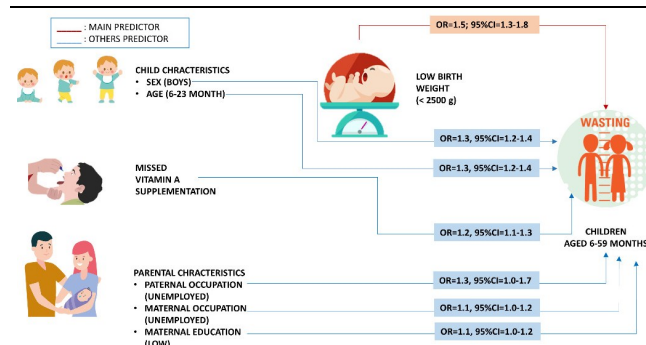 : MAIN PREDICTOR
: OTHERS PREDICTOR
OR=1.5; 95%CI=1.3-1.8
CHILD CHRACTERISTICS
• SEX (BOYS)
• AGE (6-23 MONTH)
LOW BIRTH
WEIGHT
(< 2500 g)
WASTING
OR=1.3, 95%CI=1.2-1.4
OR=1.3, 95%CI=1.2-1.4
MISSED
VITAMIN A
SUPPLEMENTATION
OR=1.2, 95%CI=1.1-1.3
CHILDREN
AGED 6-59 MONTHS
PARENTAL CHRACTERISTICS
• PATERNAL OCCUPATION
(UNEMPLOYED)
OR=1.3, 95%CI=1.0-1.7
• MATERNAL OCCUPATION
(UNEMPLOYED)
OR=1.1, 95%CI=1.0-1.2
• MATERNAL EDUCATION
(LOW)
OR=1.1, 95%CI=1.0-1.2